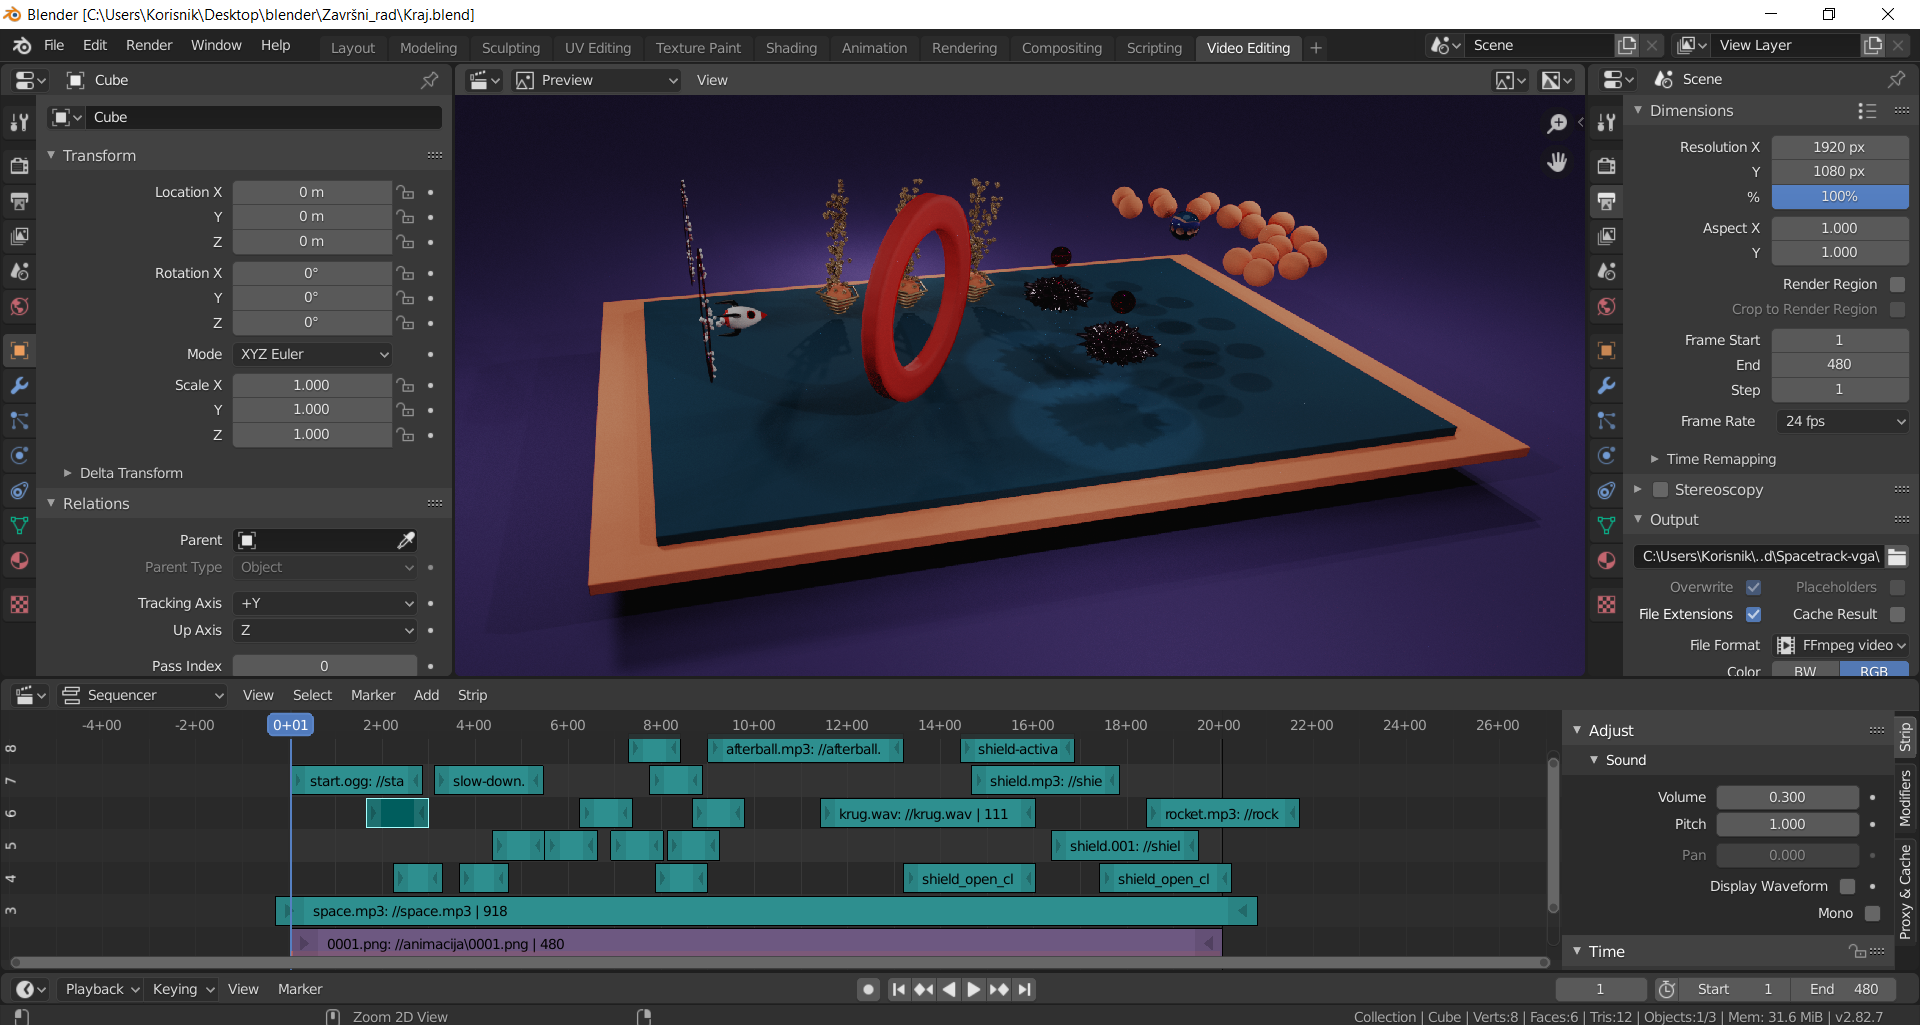 Blender [C:\Users\Korisnik\Desktop\blender\Završni_rad\Kraj.blend]
File Edit Render Window Help Layout Modeling Sculpting UV Editing Texture Paint Shading Animation Rendering Compositing Scripting Video Editing + Scene View Layer
Cube
Preview View
Scene
Cube
Transform
Location X 0 m
Y 0 m
Z 0 m
Rotation X 0°
Y 0°
Z 0°
Mode XYZ Euler
Scale X 1.000
Y 1.000
Z 1.000
Delta Transform
Relations
Parent
Parent Type Object
Tracking Axis +Y
Up Axis Z
Pass Index 0
Dimensions
Resolution X 1920 px
Y 1080 px
% 100%
Aspect X 1.000
Y 1.000
Render Region
Crop to Render Region
Frame Start 1
End 480
Step 1
Frame Rate 24 fps
Time Remapping
Stereoscopy
Output
C:\Users\Korisnik\..d\Spacetrack-vga\
Overwrite Placeholders
File Extensions Cache Result
File Format FFmpeg video
Color BW RGB
Sequencer View Select Marker Add Strip
-4+00 -2+00 0+01 2+00 4+00 6+00 8+00 10+00 12+00 14+00 16+00 18+00 20+00 22+00 24+00 26+00
8 afterball.mp3: //afterball. shield-activa
7 start.ogg: //sta slow-down. shield.mp3: //shie
6 krug.wav: //krug.wav | 111 rocket.mp3: //rock
5 shield.001: //shiel
4 shield_open_cl shield_open_cl
3 space.mp3: //space.mp3 | 918
0001.png: //animacija\0001.png | 480
Adjust
Sound
Volume 0.300
Pitch 1.000
Pan 0.000
Display Waveform
Mono
Time
Strip
Modifiers
Proxy & Cache
Playback Keying View Marker 1 Start 1 End 480
Zoom 2D View Collection | Cube | Verts:8 | Faces:6 | Tris:12 | Objects:1/3 | Mem: 31.6 MiB | v2.82.7